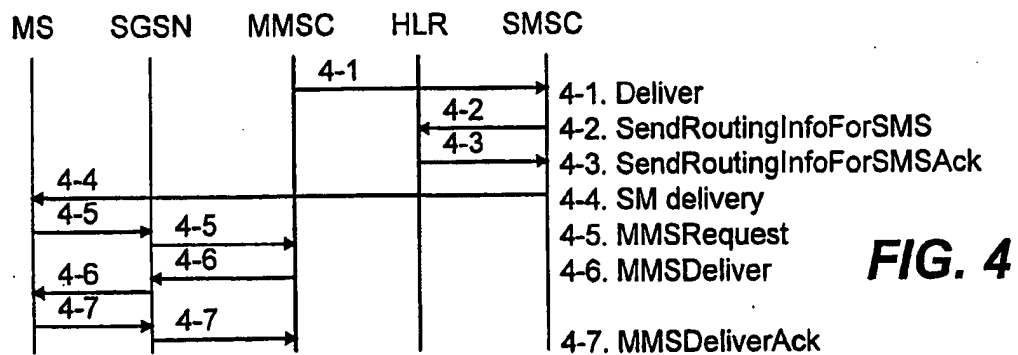 MS SGSN MMSC HLR SMSC
4-1
4-1. Deliver
4-2
4-2. SendRoutingInfoForSMS
4-3
4-3. SendRoutingInfoForSMSAck
4-4
4-4. SM delivery
4-5
4-5
4-5. MMSRequest
4-6
4-6
4-6. MMSDeliver
FIG. 4
4-7
4-7
4-7. MMSDeliverAck